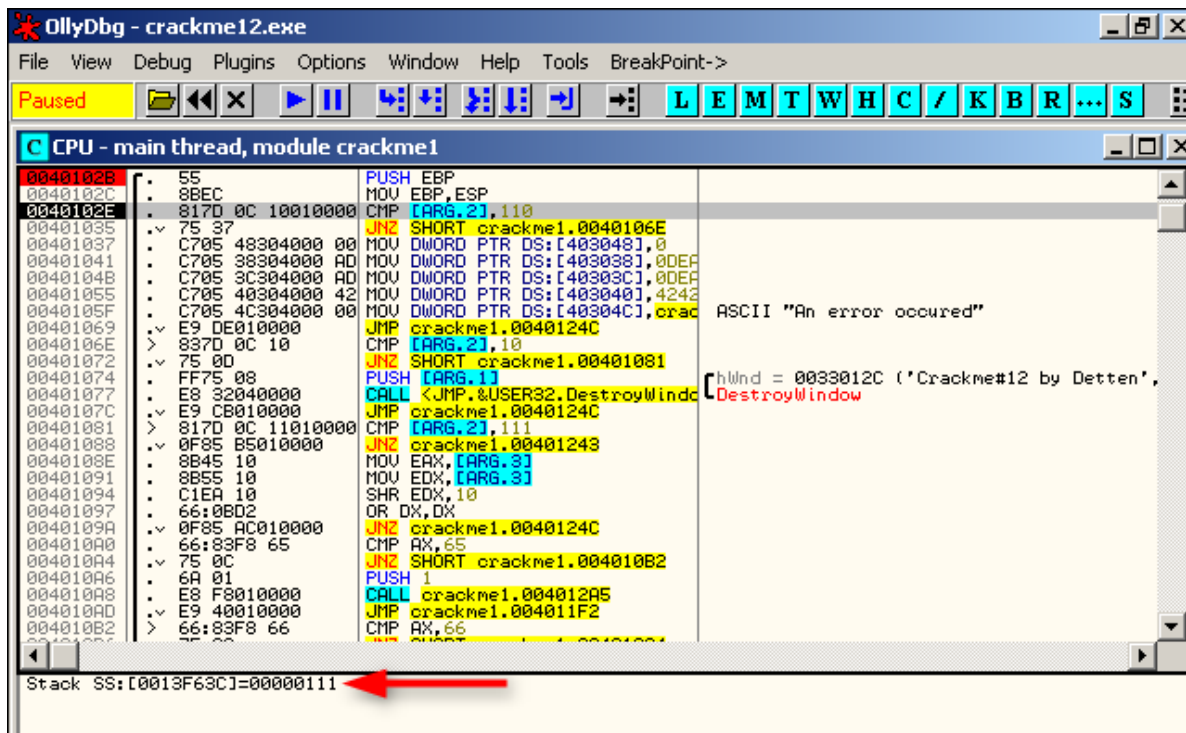 OllyDbg - crackme12.exe
File View Debug Plugins Options Window Help Tools BreakPoint->
Paused L E M T W H C / K B R ... S
C CPU - main thread, module crackme1
0040102B . 55 PUSH EBP
0040102C . 8BEC MOV EBP,ESP
0040102E . 817D 0C 10010000 CMP [ARG.2],110
00401035 . 75 37 JNZ SHORT crackme1.0040106E
00401037 . C705 48304000 00 MOV DWORD PTR DS:[403048],0
00401041 . C705 38304000 AD MOV DWORD PTR DS:[403038],0DEA
0040104B . C705 3C304000 AD MOV DWORD PTR DS:[40303C],0DEA
00401055 . C705 40304000 42 MOV DWORD PTR DS:[403040],4242
0040105F . C705 4C304000 00 MOV DWORD PTR DS:[40304C],crac ASCII "An error occured"
00401069 . E9 DE010000 JMP crackme1.0040124C
0040106E > 837D 0C 10 CMP [ARG.2],10
00401072 . 75 0D JNZ SHORT crackme1.00401081
00401074 . FF75 08 PUSH [ARG.1] hWnd = 0033012C ('Crackme#12 by Detten',
00401077 . E8 32040000 CALL <JMP.&USER32.DestroyWindo DestroyWindow
0040107C . E9 CB010000 JMP crackme1.0040124C
00401081 > 817D 0C 11010000 CMP [ARG.2],111
00401088 . 0F85 B5010000 JNZ crackme1.00401243
0040108E . 8B45 10 MOV EAX,[ARG.3]
00401091 . 8B55 10 MOV EDX,[ARG.3]
00401094 . C1EA 10 SHR EDX,10
00401097 . 66:0BD2 OR DX,DX
0040109A . 0F85 AC010000 JNZ crackme1.0040124C
004010A0 . 66:83F8 65 CMP AX,65
004010A4 . 75 0C JNZ SHORT crackme1.004010B2
004010A6 . 6A 01 PUSH 1
004010A8 . E8 F8010000 CALL crackme1.004012A5
004010AD . E9 40010000 JMP crackme1.004011F2
004010B2 > 66:83F8 66 CMP AX,66
Stack SS:[0013F63C]=00000111